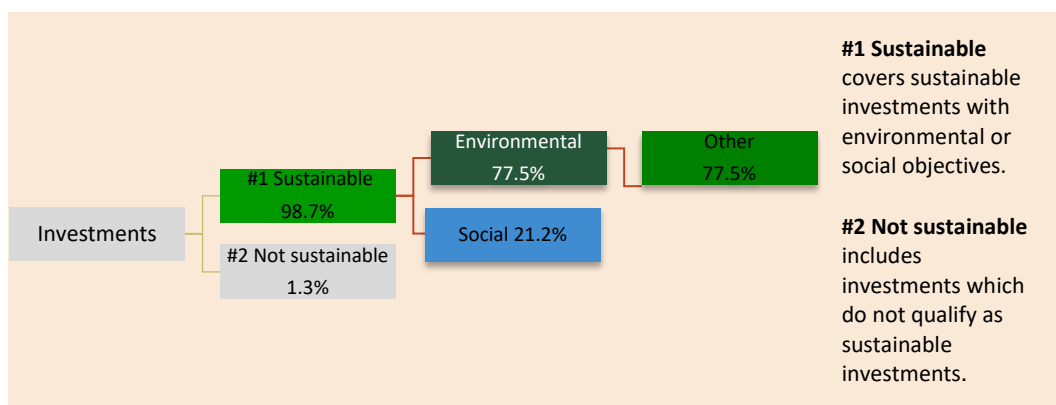 Investments
#1 Sustainable
98.7%
#2 Not sustainable
1.3%
Environmental
77.5%
Social 21.2%
Other
77.5%
#1 Sustainable
covers sustainable
investments with
environmental or
social objectives.
#2 Not sustainable
includes
investments which
do not qualify as
sustainable
investments.